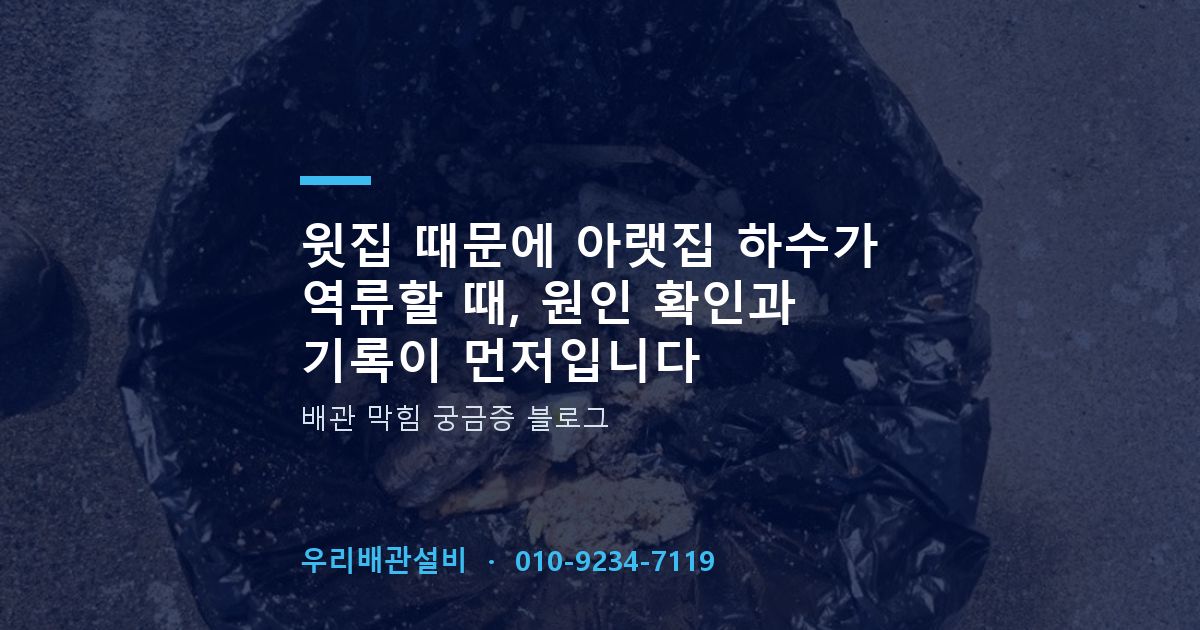 윗집 때문에 아랫집 하수가
역류할 때, 원인 확인과
기록이 먼저입니다
배관 막힘 궁금증 블로그
우리배관설비 · 010-9234-7119